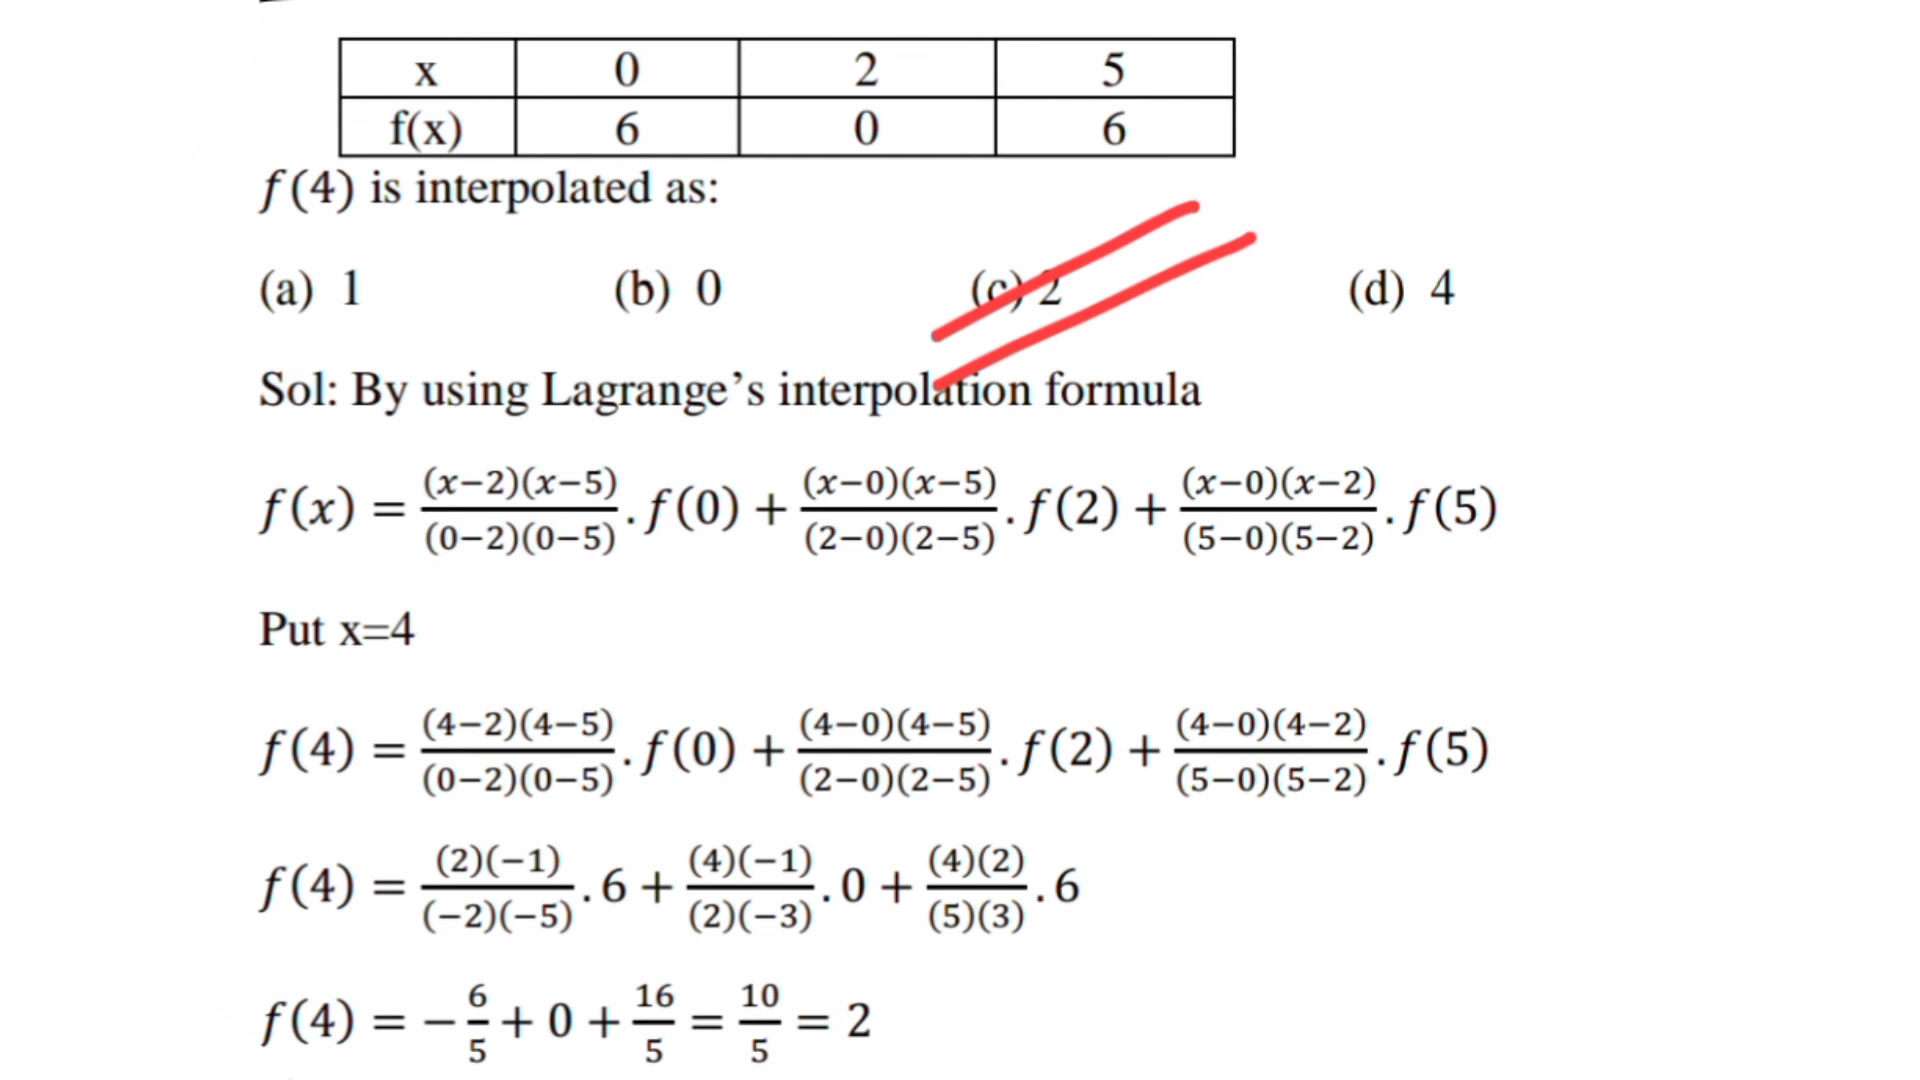 x 0 2 5
f(x) 6 0 6
f(4) is interpolated as:
(a) 1 (b) 0 (c) 2 (d) 4
Sol: By using Lagrange’s interpolation formula
f(x) = (x−2)(x−5)/(0−2)(0−5) . f(0) + (x−0)(x−5)/(2−0)(2−5) . f(2) + (x−0)(x−2)/(5−0)(5−2) . f(5)
Put x=4
f(4) = (4−2)(4−5)/(0−2)(0−5) . f(0) + (4−0)(4−5)/(2−0)(2−5) . f(2) + (4−0)(4−2)/(5−0)(5−2) . f(5)
f(4) = (2)(−1)/(−2)(−5) . 6 + (4)(−1)/(2)(−3) . 0 + (4)(2)/(5)(3) . 6
f(4) = − 6/5 + 0 + 16/5 = 10/5 = 2